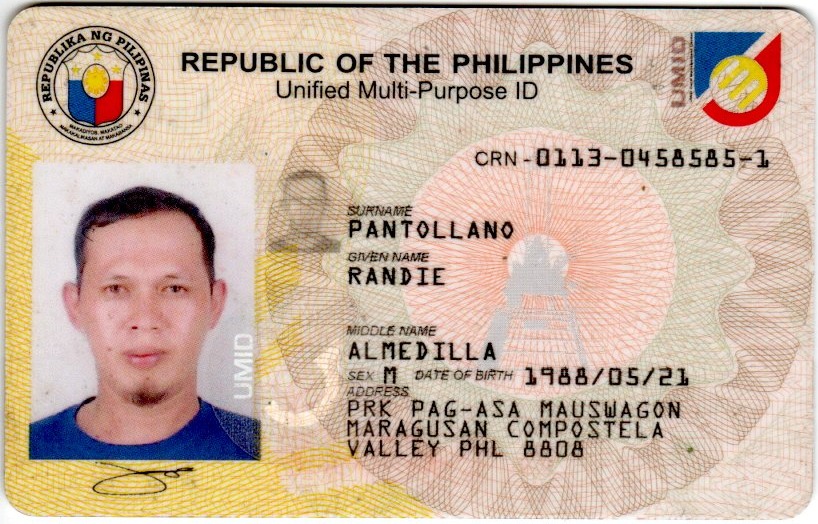 REPUBLIKA NG PILIPINAS
MAKADIYOS, MAKATAO
MAKAKALIKASAN AT MAKABANSA
REPUBLIC OF THE PHILIPPINES
Unified Multi-Purpose ID
UMID
CRN - 0113-0458585-1
SURNAME
PANTOLLANO
GIVEN NAME
RANDIE
MIDDLE NAME
ALMEDILLA
SEX M DATE OF BIRTH 1988/05/21
ADDRESS
PRK PAG-ASA MAUSWAGON
MARAGUSAN COMPOSTELA
VALLEY PHL 8808
UMID